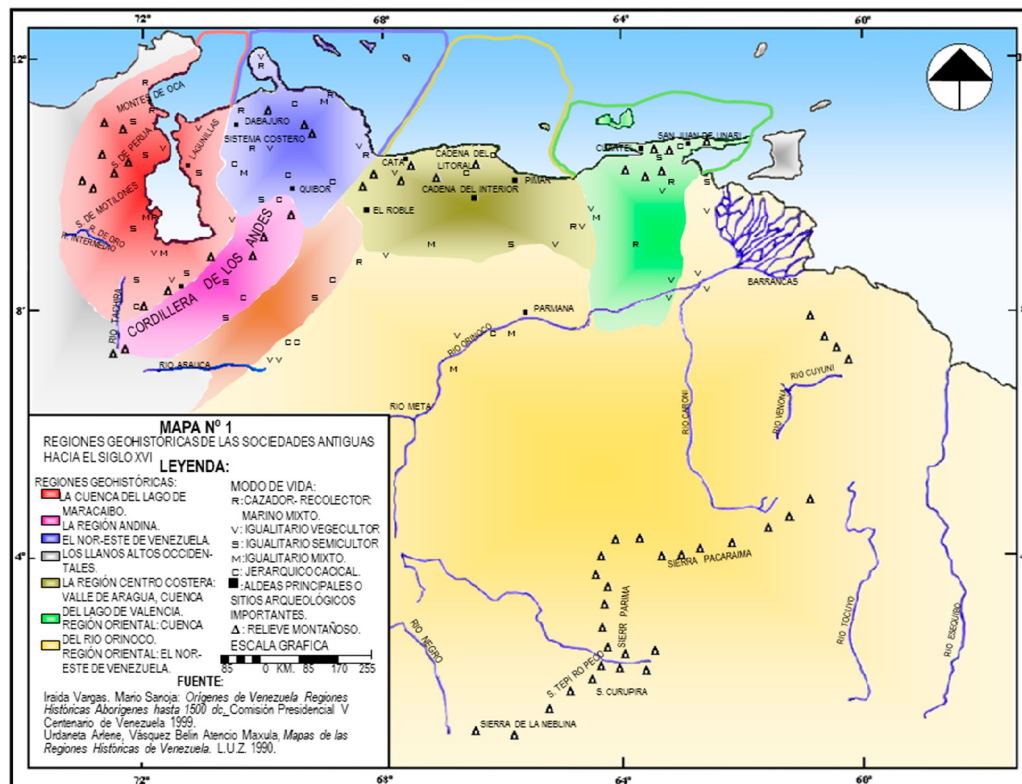 72°
68°
64°
60°
12°
12°
MONTES DE OCA
S. DE PERIJA
LAGUNILLAS
S. DE MOTILONES
R. DE ORO
R. INTERMEDIO
RIO TACHIRA
CORDILLERA DE LOS ANDES
RIO ARAUCA
DABAJURO
SISTEMA COSTERO
QUIBOR
CATA
CADENA DEL
LITORAL
CADENA DEL INTERIOR
PIMAR
EL ROBLE
SAN JUAN DE UNARI
BARRANCAS
PARMANA
RIO ORINOCO
RIO META
RIO CARONI
RIO CUYUNI
RIO VENONA
8°
4°
SIERRA PACARAIMA
SIERR PARIMA
S. TEPI RO PECO
S. CURUPIRA
SIERRA DE LA NEBLINA
RIO NEGRO
RIO TOCUYO
RIO ESEQUIBO
MAPA Nº 1
REGIONES GEOHISTÓRICAS DE LAS SOCIEDADES ANTIGUAS
HACIA EL SIGLO XVI
LEYENDA:
REGIONES GEOHISTÓRICAS:
LA CUENCA DEL LAGO DE
MARACAIBO.
LA REGIÓN ANDINA.
EL NOR-ESTE DE VENEZUELA.
LOS LLANOS ALTOS OCCIDEN-
TALES.
LA REGIÓN CENTRO COSTERA:
VALLE DE ARAGUA, CUENCA
DEL LAGO DE VALENCIA.
REGIÓN ORIENTAL: CUENCA
DEL RIO ORINOCO.
REGIÓN ORIENTAL: EL NOR-
ESTE DE VENEZUELA.
MODO DE VIDA:
R: CAZADOR- RECOLECTOR
MARINO MIXTO.
V: IGUALITARIO VEGECULTOR
S: IGUALITARIO SEMICULTOR
M: IGUALITARIO MIXTO.
C: JERARQUICO CACICAL.
: ALDEAS PRINCIPALES O
SITIOS ARQUEOLÓGICOS
IMPORTANTES.
: RELIEVE MONTAÑOSO.
ESCALA GRAFICA
85 0 KM. 85 170 255
FUENTE:
Iraida Vargas. Mario Sanoja: Orígenes de Venezuela Regiones
Históricas Aborígenes hasta 1500 dc_Comisión Presidencial V
Centenario de Venezuela 1999.
Urdaneta Arlene, Vásquez Belin Atencio Maxula, Mapas de las
Regiones Históricas de Venezuela. L.U.Z. 1990.
72°
68°
64°
60°